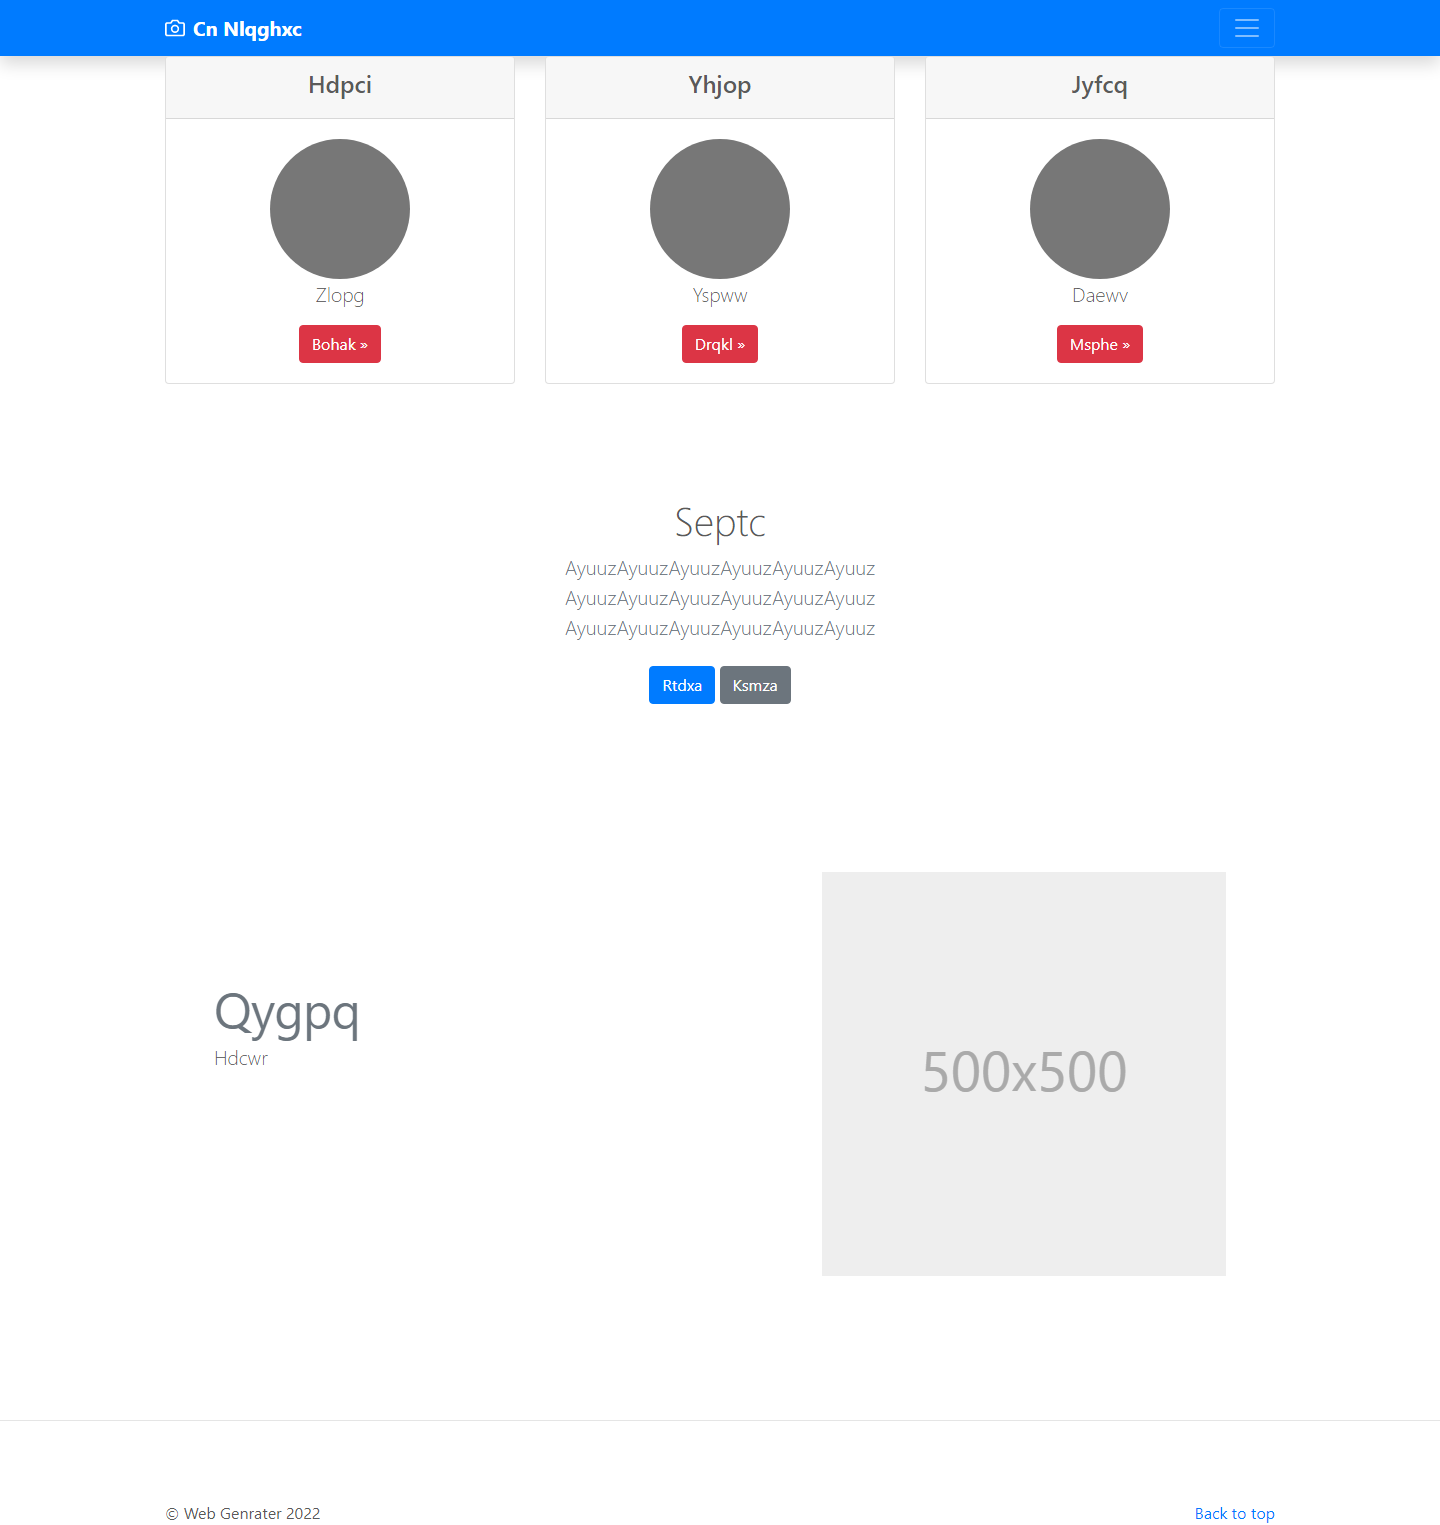 Cn Nlqghxc
Hdpci
Yhjop
Jyfcq
Zlopg
Yspww
Daewv
Bohak »
Drqkl »
Msphe »
Septc
AyuuzAyuuzAyuuzAyuuzAyuuzAyuuz
AyuuzAyuuzAyuuzAyuuzAyuuzAyuuz
AyuuzAyuuzAyuuzAyuuzAyuuzAyuuz
Rtdxa
Ksmza
Qygpq
Hdcwr
500x500
© Web Genrater 2022
Back to top